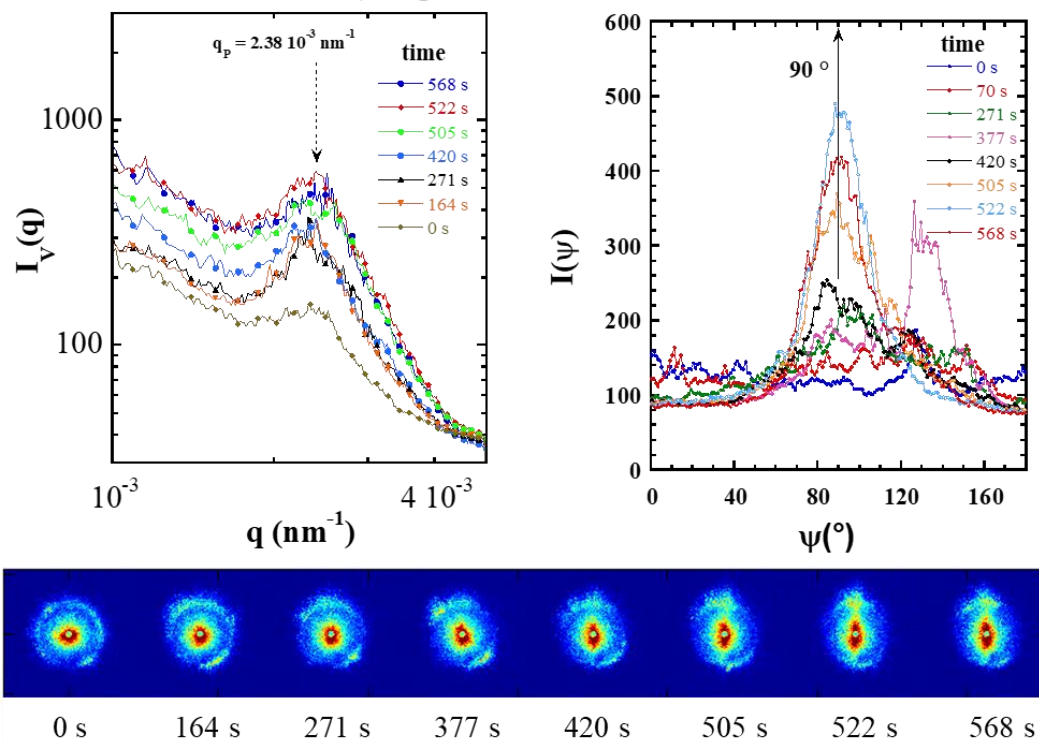 q_p = 2.38 10⁻³ nm⁻¹
time
568 s
522 s
505 s
420 s
271 s
164 s
0 s
1000
100
I_V(q)
10⁻³
4 10⁻³
q (nm⁻¹)
600
500
400
300
200
100
0
I(ψ)
90 °
time
0 s
70 s
271 s
377 s
420 s
505 s
522 s
568 s
0
40
80
120
160
ψ(°)
0 s
164 s
271 s
377 s
420 s
505 s
522 s
568 s